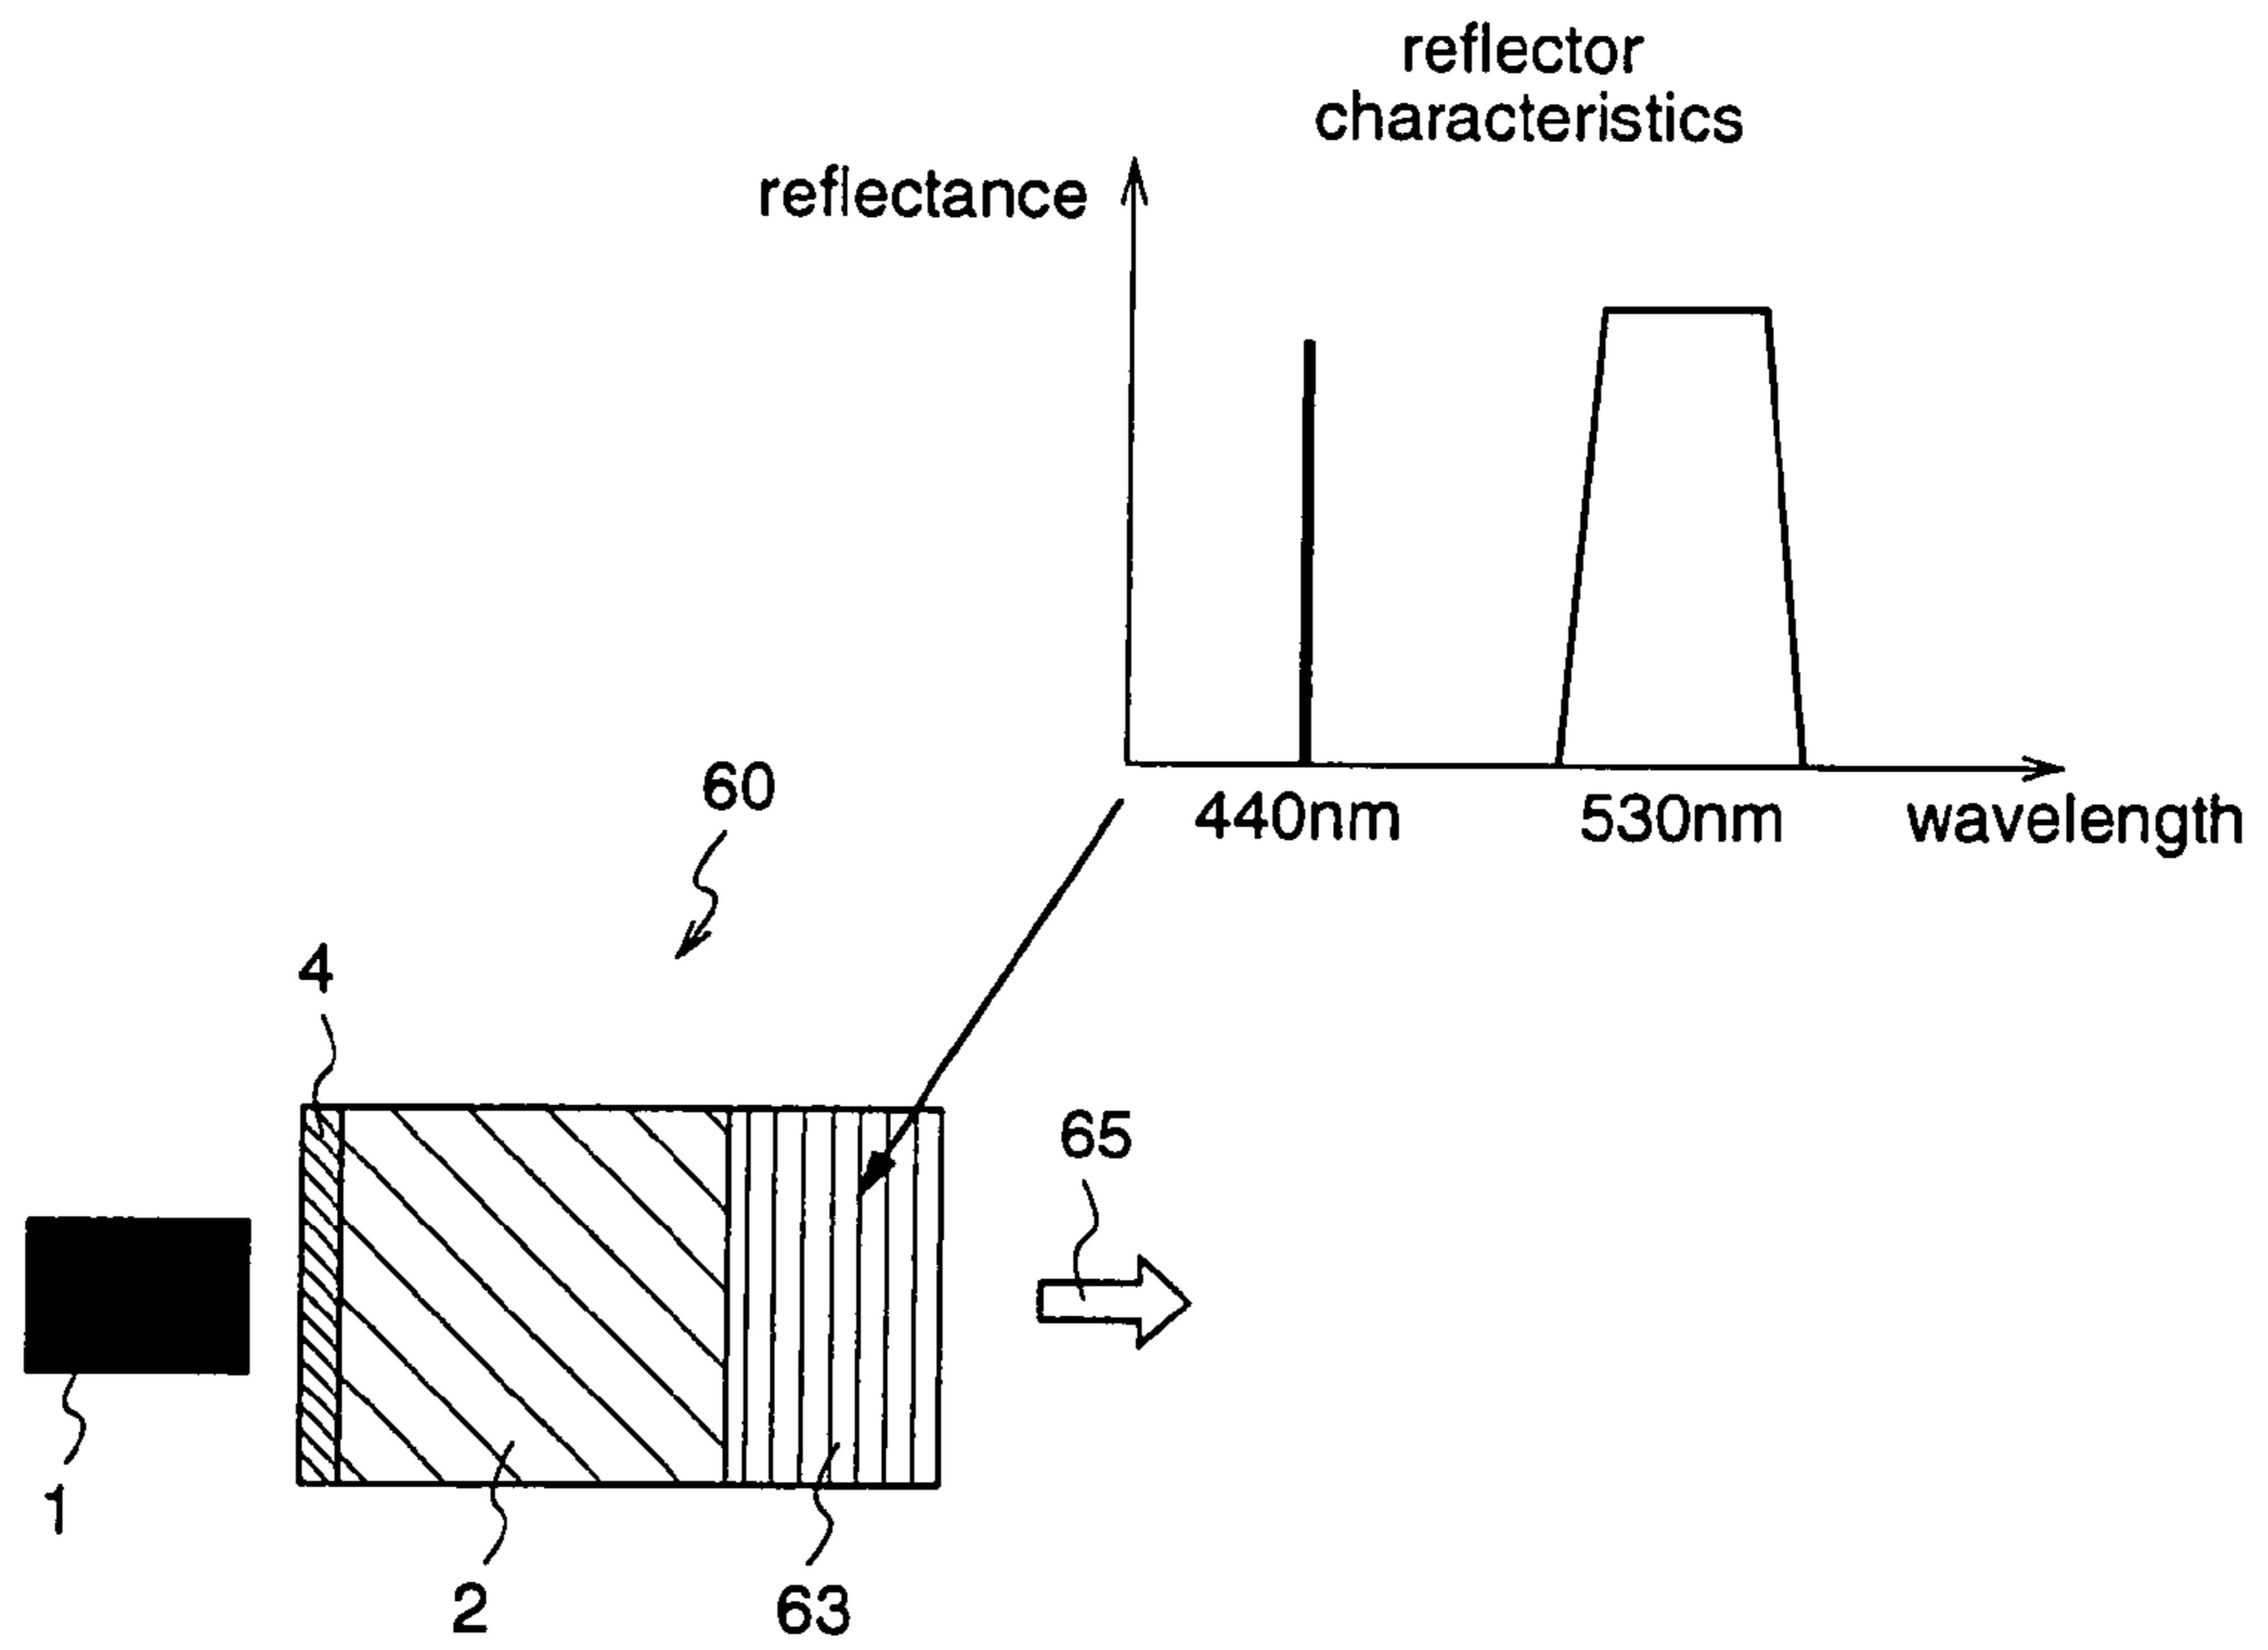 reflector
characteristics
reflectance
440nm
530nm
wavelength
60
4
65
1
2
63